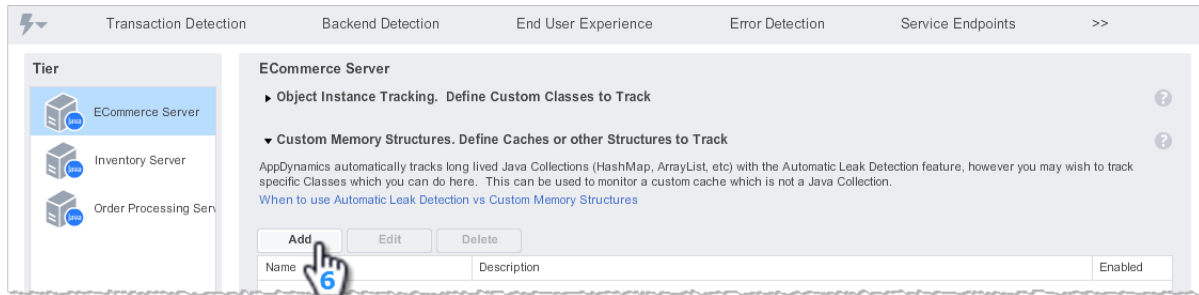 Transaction Detection Backend Detection End User Experience Error Detection Service Endpoints >>
Tier
ECommerce Server
Inventory Server
Order Processing Serv
ECommerce Server
Object Instance Tracking. Define Custom Classes to Track
?
Custom Memory Structures. Define Caches or other Structures to Track
?
AppDynamics automatically tracks long lived Java Collections (HashMap, ArrayList, etc) with the Automatic Leak Detection feature, however you may wish to track
specific Classes which you can do here. This can be used to monitor a custom cache which is not a Java Collection.
When to use Automatic Leak Detection vs Custom Memory Structures
Add Edit Delete
Name Description Enabled
6
Java
Java
Java